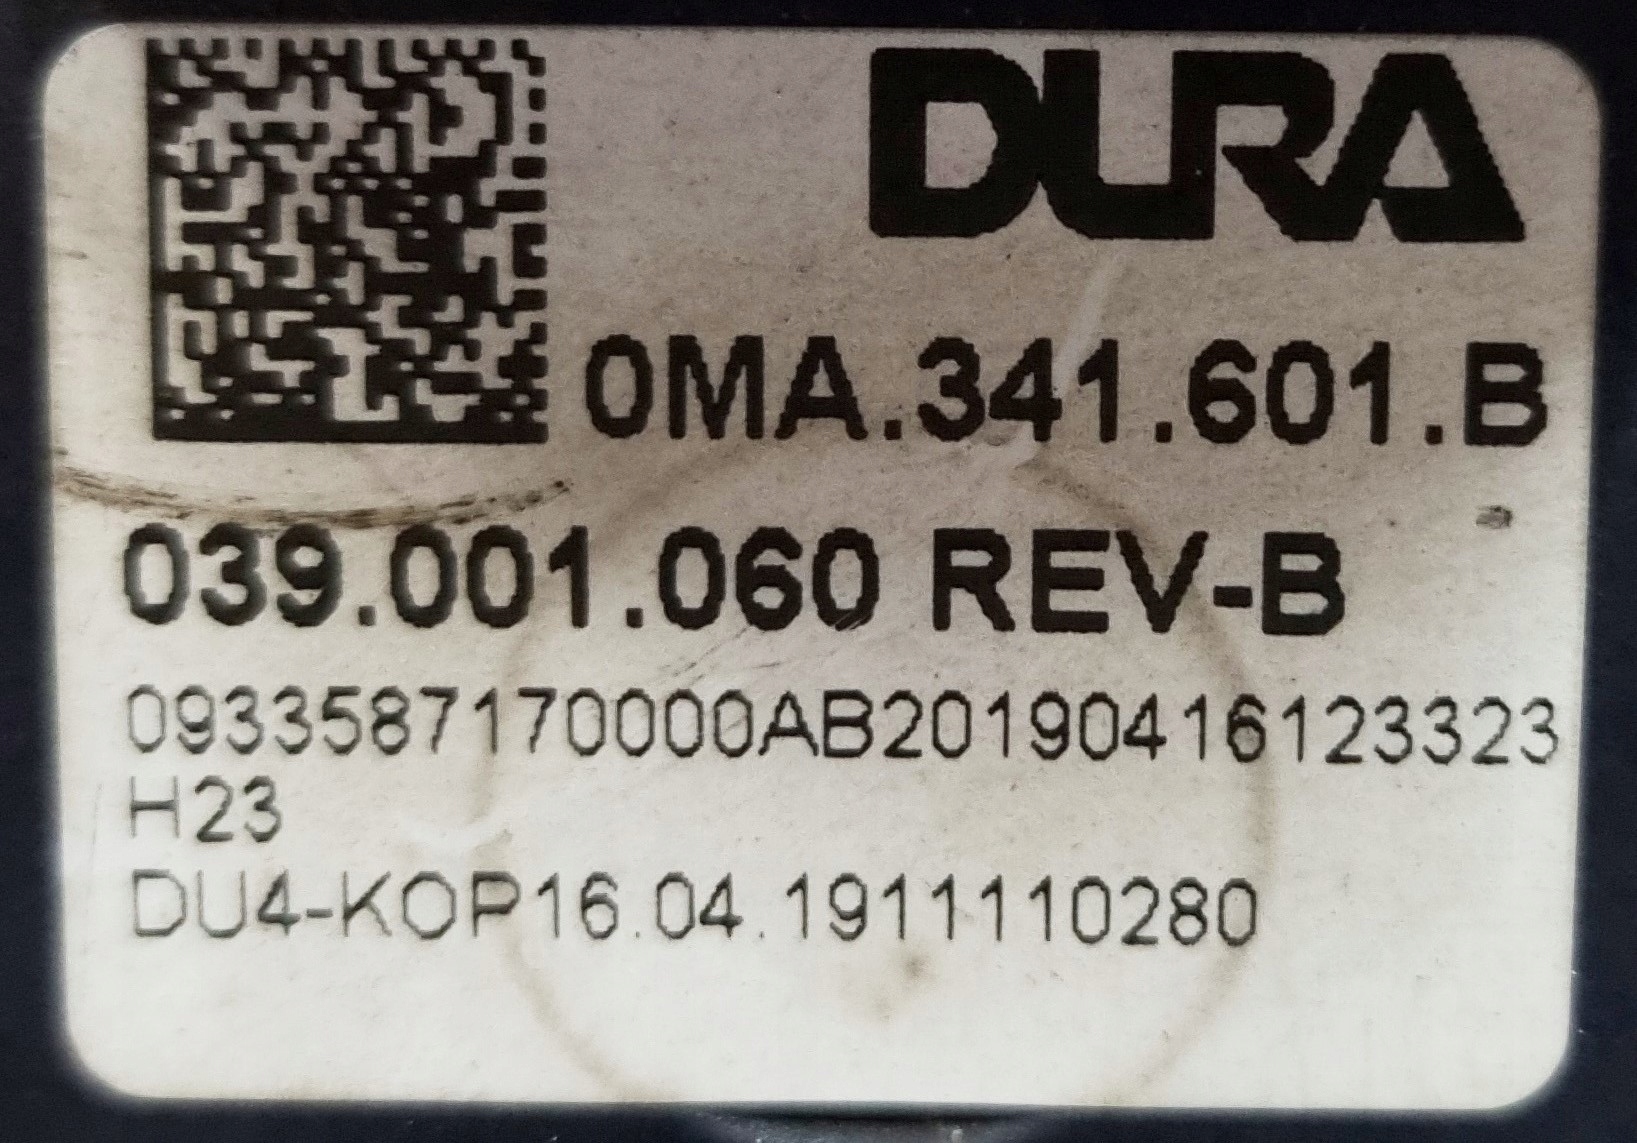 DURA
0MA.341.601.B
039.001.060 REV-B
0933587170000AB20190416123323
H23
DU4-KOP16.04.1911110280